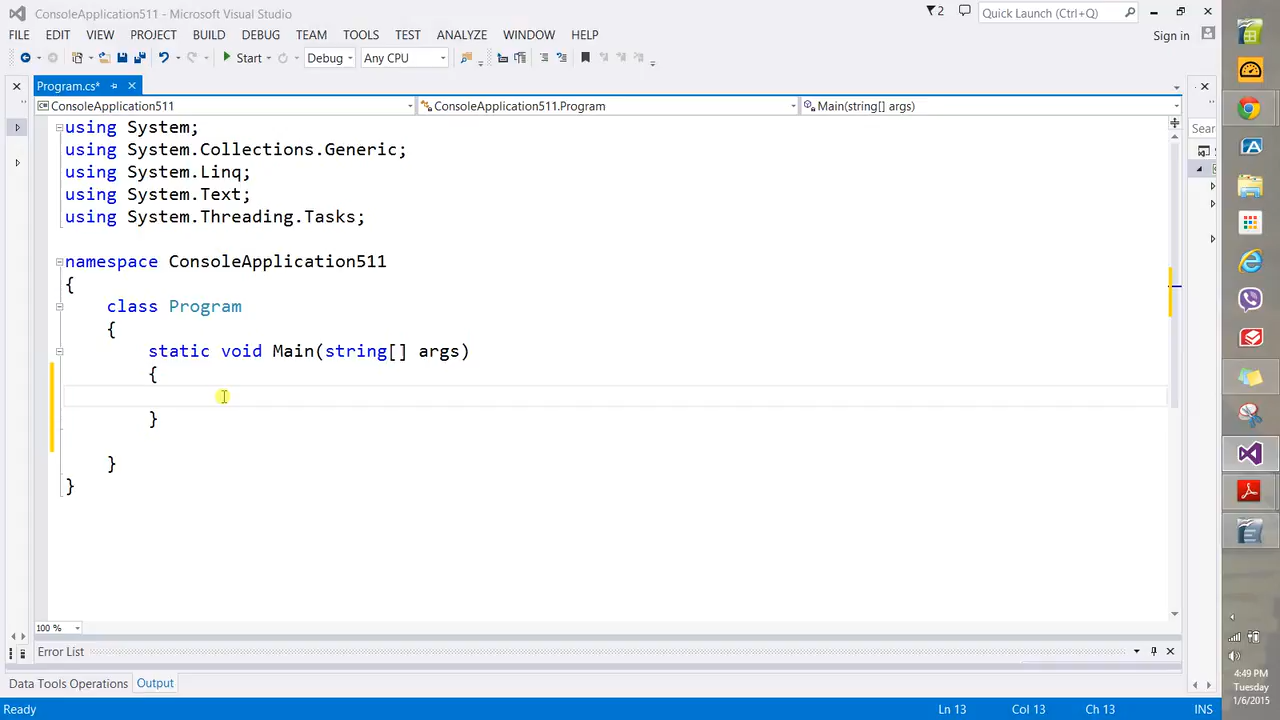 ConsoleApplication511 - Microsoft Visual Studio
2
Quick Launch (Ctrl+Q)
FILE EDIT VIEW PROJECT BUILD DEBUG TEAM TOOLS TEST ANALYZE WINDOW HELP
Sign in
Start Debug Any CPU
Program.cs*
ConsoleApplication511 ConsoleApplication511.Program Main(string[] args)
using System;
Sear
using System.Collections.Generic;
using System.Linq;
using System.Text;
using System.Threading.Tasks;
namespace ConsoleApplication511
{
class Program
{
static void Main(string[] args)
{
}
}
}
100 %
Error List
Data Tools Operations Output
4:49 PM
Tuesday
1/6/2015
Ready Ln 13 Col 13 Ch 13 INS